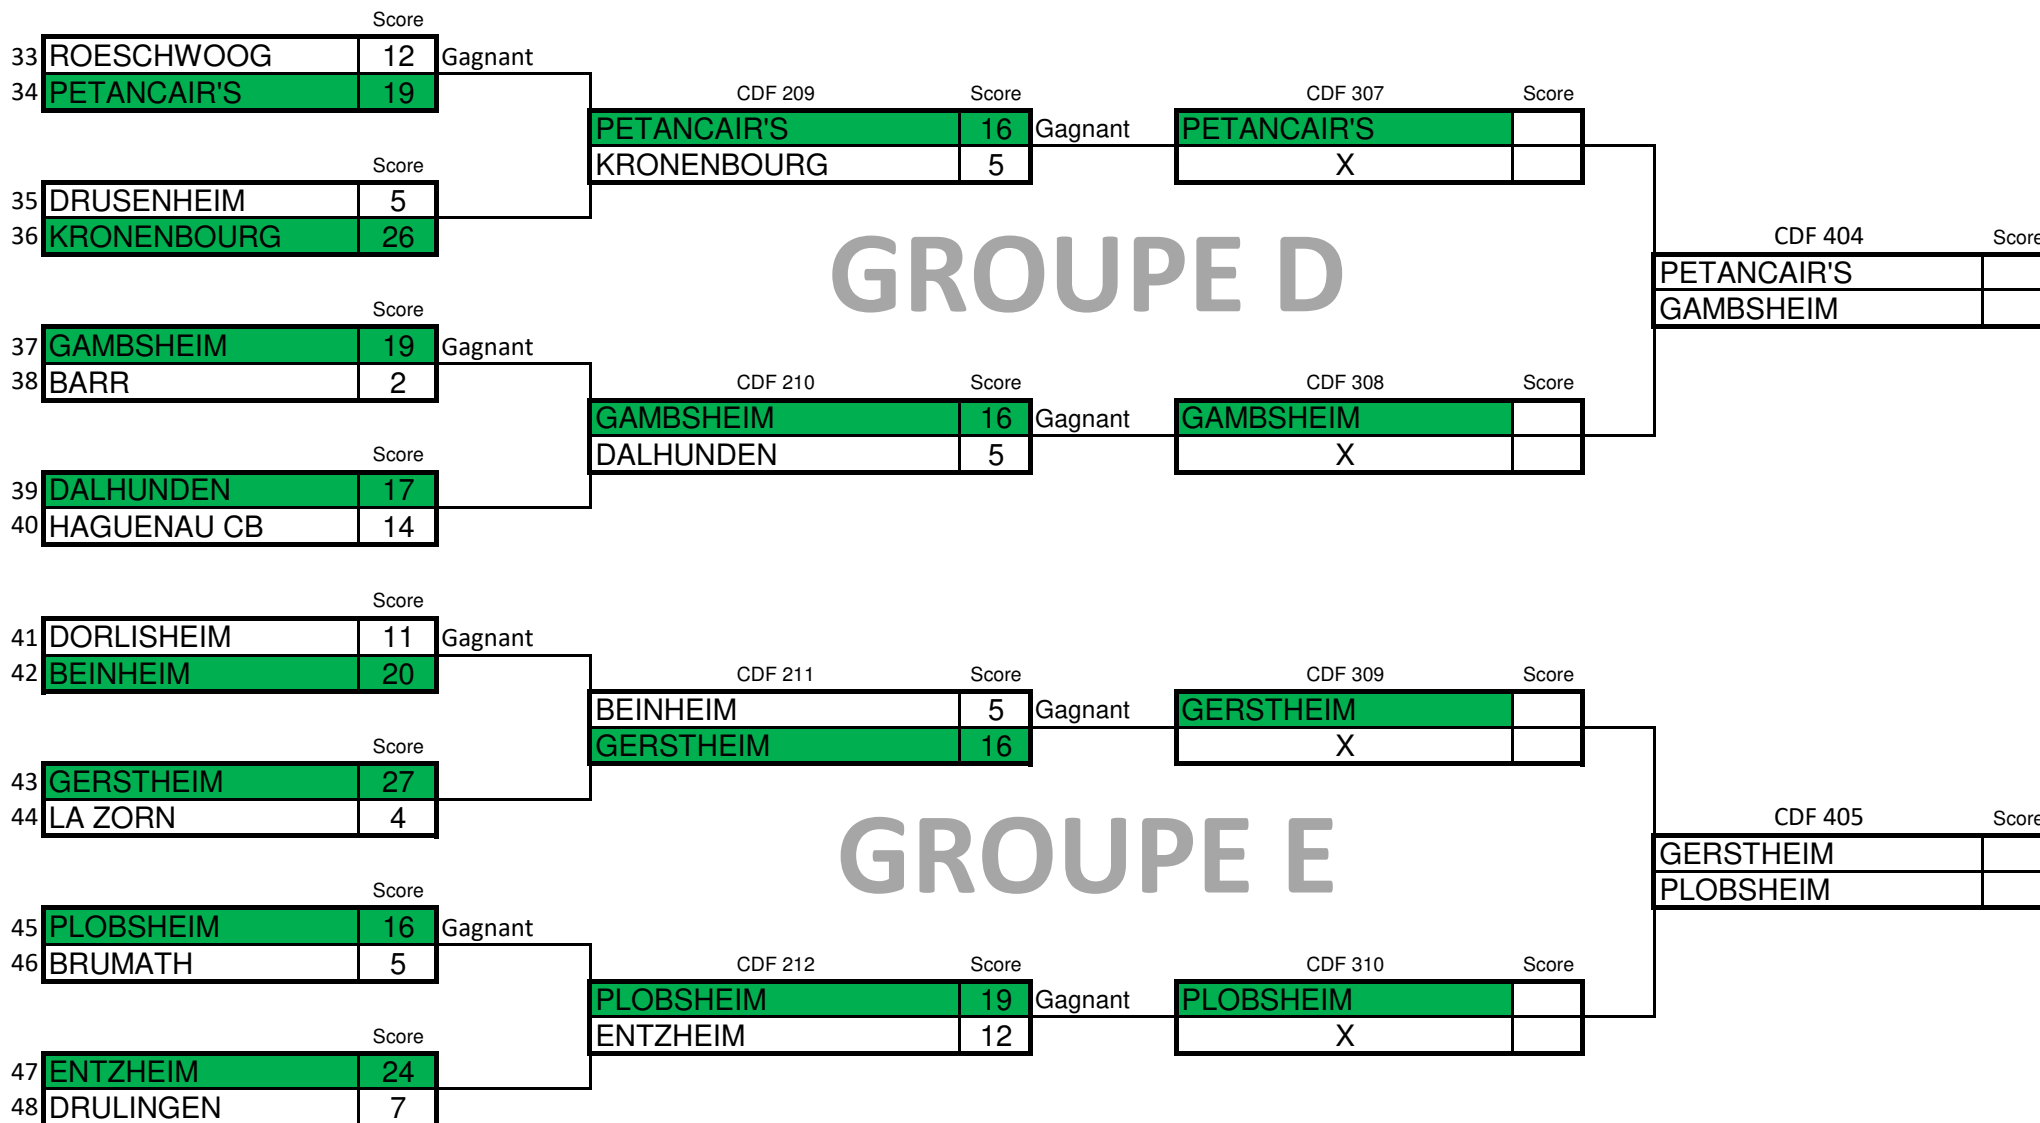 Score
33 ROESCHWOOG 12 Gagnant
34 PETANCAIR'S 19
CDF 209 Score
PETANCAIR'S 16 Gagnant
KRONENBOURG 5
CDF 307 Score
PETANCAIR'S
X
Score
35 DRUSENHEIM 5
36 KRONENBOURG 26
GROUPE D
CDF 404 Score
PETANCAIR'S
GAMBSHEIM
Score
37 GAMBSHEIM 19 Gagnant
38 BARR 2
CDF 210 Score
GAMBSHEIM 16 Gagnant
DALHUNDEN 5
CDF 308 Score
GAMBSHEIM
X
Score
39 DALHUNDEN 17
40 HAGUENAU CB 14
Score
41 DORLISHEIM 11 Gagnant
42 BEINHEIM 20
CDF 211 Score
BEINHEIM 5 Gagnant
GERSTHEIM 16
CDF 309 Score
GERSTHEIM
X
Score
43 GERSTHEIM 27
44 LA ZORN 4
GROUPE E
CDF 405 Score
GERSTHEIM
PLOBSHEIM
Score
45 PLOBSHEIM 16 Gagnant
46 BRUMATH 5
CDF 212 Score
PLOBSHEIM 19 Gagnant
ENTZHEIM 12
CDF 310 Score
PLOBSHEIM
X
Score
47 ENTZHEIM 24
48 DRULINGEN 7